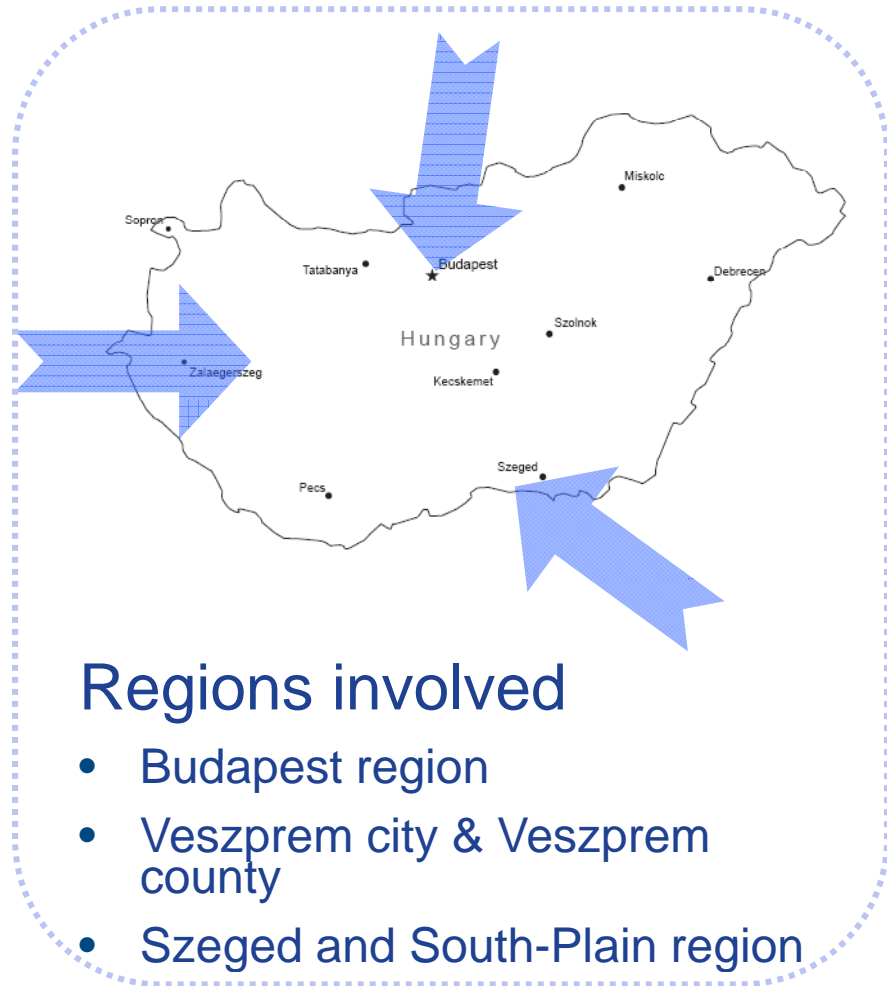 Miskolc
Sopron
Budapest
Tatabanya
Debrecen
Szolnok
Hungary
Zalaegerszeg
Kecskemet
Szeged
Pecs
Regions involved
• Budapest region
• Veszprem city & Veszprem
county
• Szeged and South-Plain region